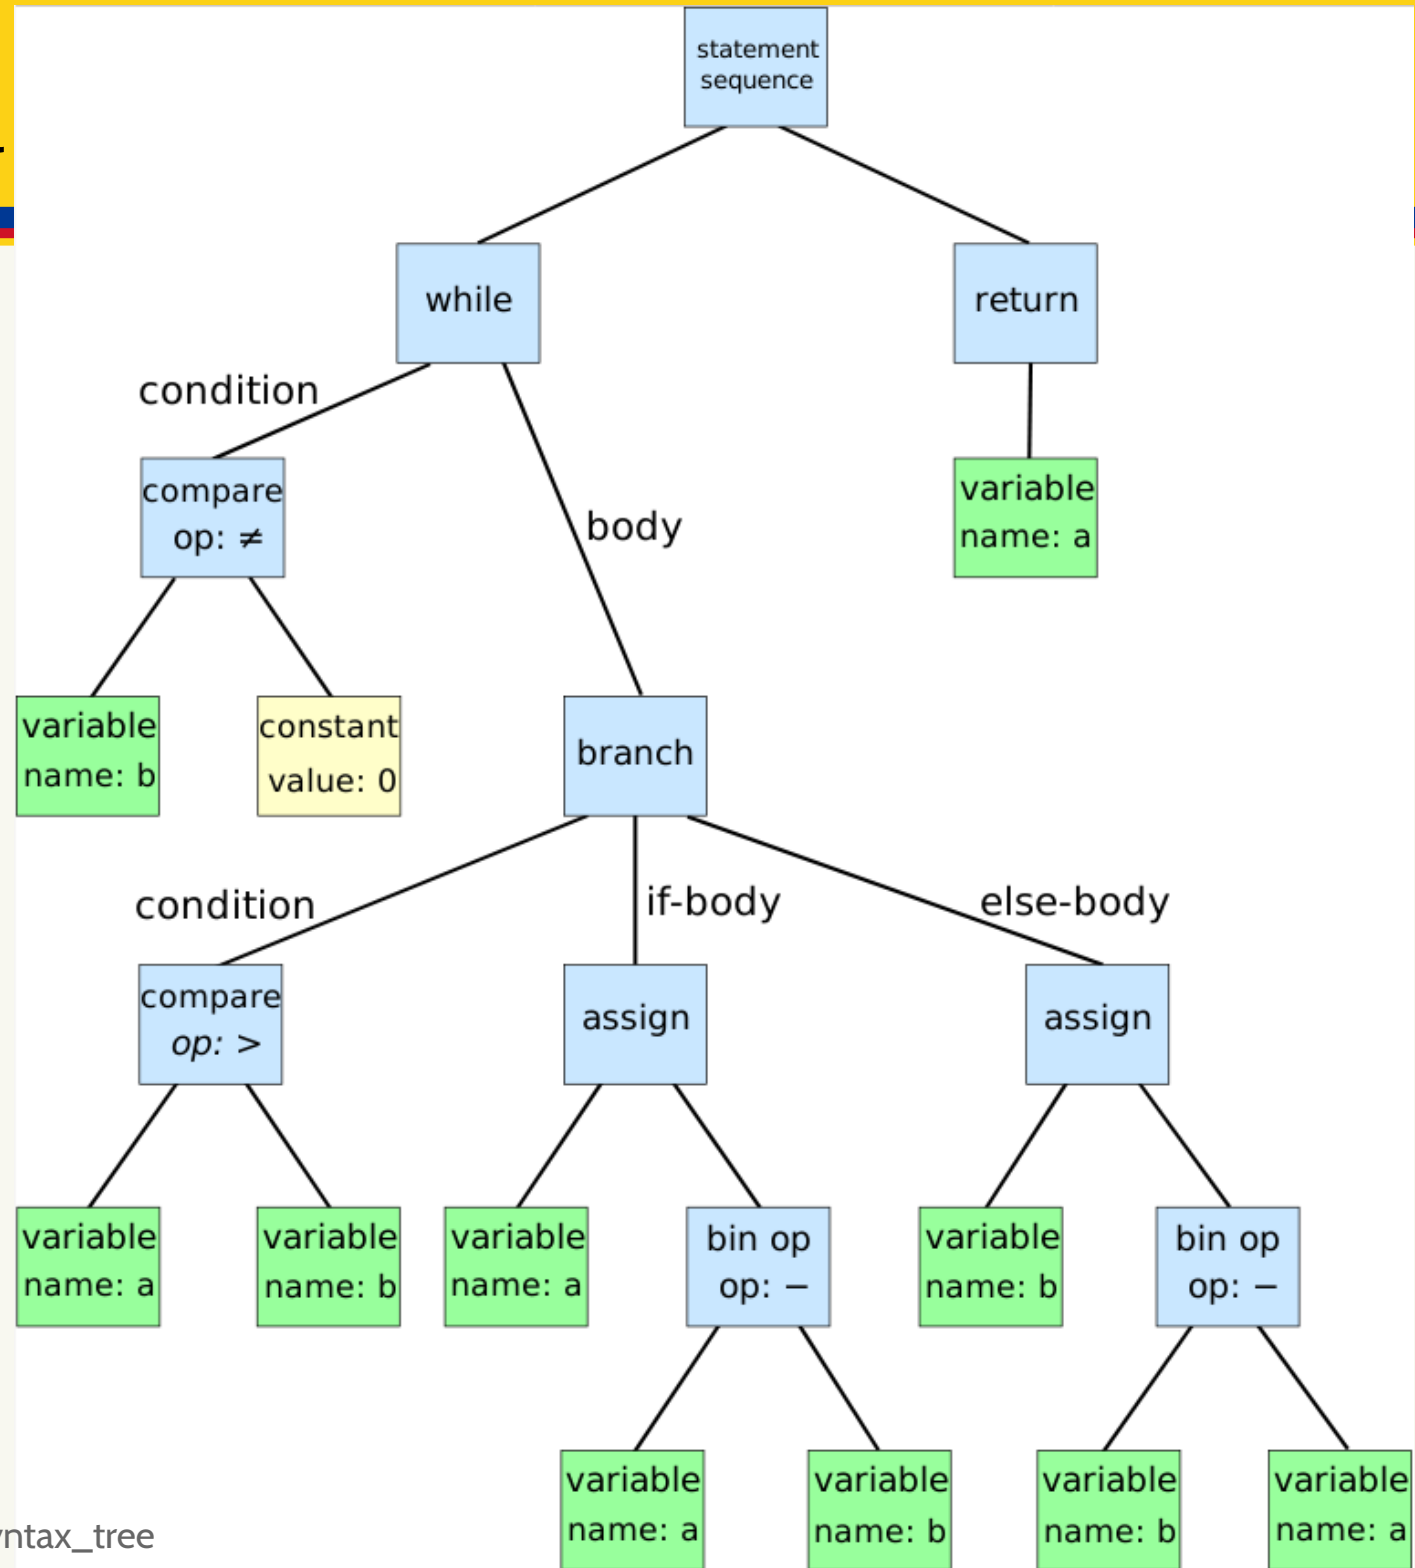 statement
sequence
while
return
condition
compare
op: ≠
body
variable
name: a
variable
name: b
constant
value: 0
branch
condition
if-body
else-body
compare
op: >
assign
assign
variable
name: a
variable
name: b
variable
name: a
bin op
op: −
variable
name: b
bin op
op: −
variable
name: a
variable
name: b
variable
name: b
variable
name: a
ntax_tree